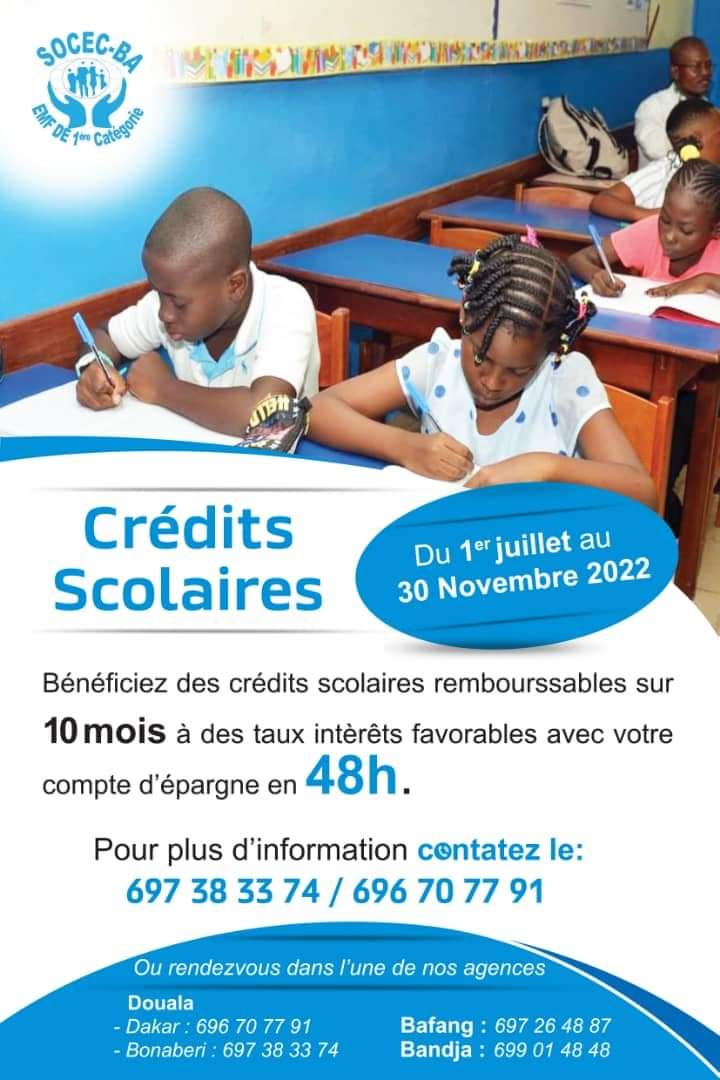 SOCEC-BA
EMF DE 1ère Catégorie
Crédits
Scolaires
Du 1er juillet au
30 Novembre 2022
Bénéficiez des crédits scolaires rembourssables sur
10 mois à des taux intèrêts favorables avec votre
compte d'épargne en 48h.
Pour plus d'information contatez le:
697 38 33 74 / 696 70 77 91
Ou rendezvous dans l'une de nos agences
Douala
- Dakar : 696 70 77 91
- Bonaberi : 697 38 33 74
Bafang : 697 26 48 87
Bandja : 699 01 48 48